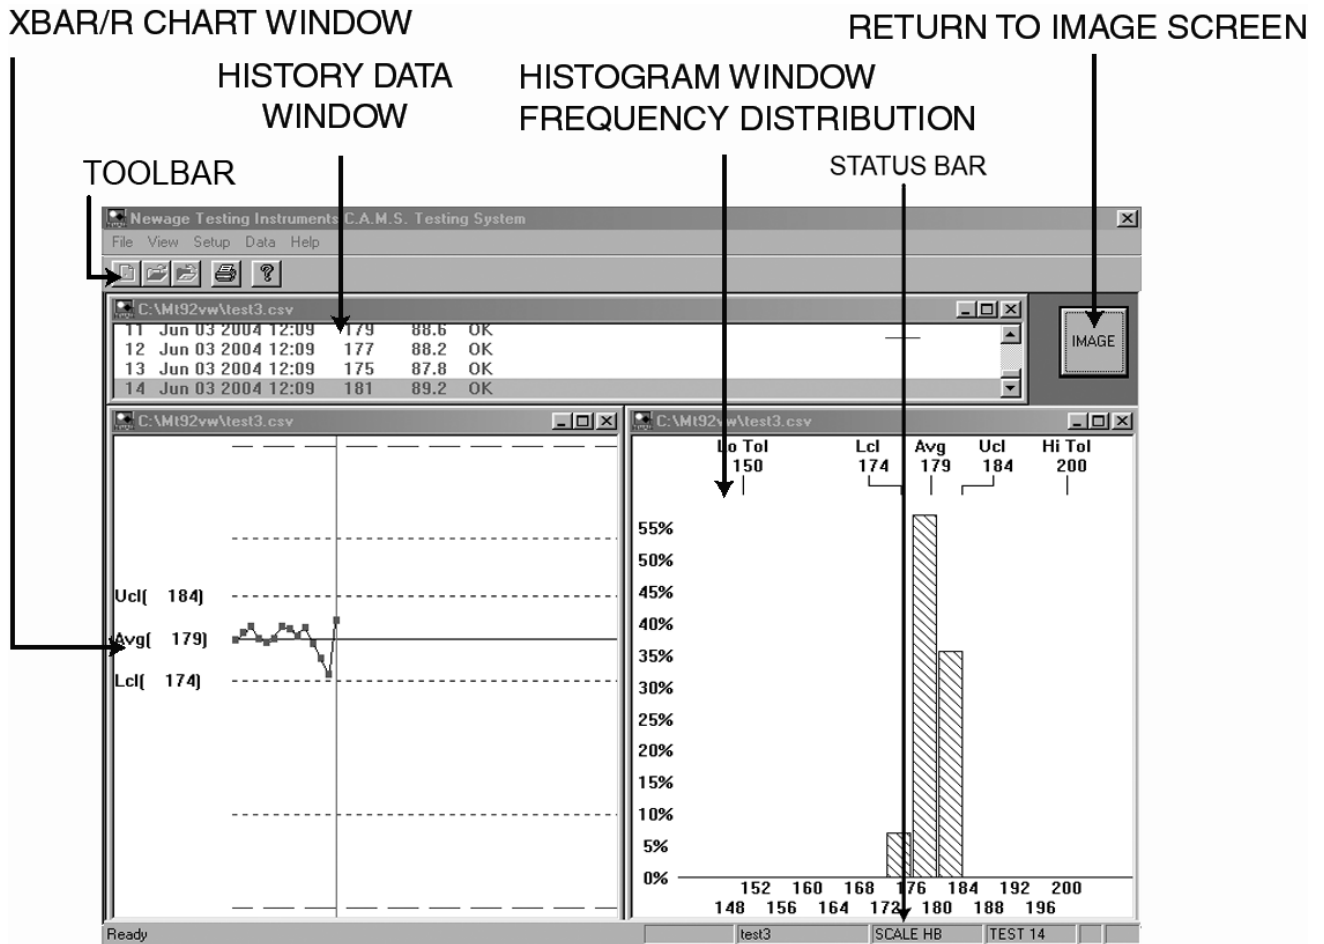 XBAR/R CHART WINDOW
RETURN TO IMAGE SCREEN
HISTORY DATA
WINDOW
HISTOGRAM WINDOW
FREQUENCY DISTRIBUTION
TOOLBAR
STATUS BAR
Newage Testing Instruments C.A.M.S. Testing System
File View Setup Data Help
C:\Mt92vw\test3.csv
11 Jun 03 2004 12:09 179 88.6 OK
12 Jun 03 2004 12:09 177 88.2 OK
13 Jun 03 2004 12:09 175 87.8 OK
14 Jun 03 2004 12:09 181 89.2 OK
IMAGE
C:\Mt92vw\test3.csv
Ucl( 184)
Avg( 179)
Lcl( 174)
C:\Mt92vw\test3.csv
Lo Tol Lcl Avg Ucl Hi Tol
150 174 179 184 200
55%
50%
45%
40%
35%
30%
25%
20%
15%
10%
5%
0%
152 160 168 176 184 192 200
148 156 164 172 180 188 196
Ready test3 SCALE HB TEST 14